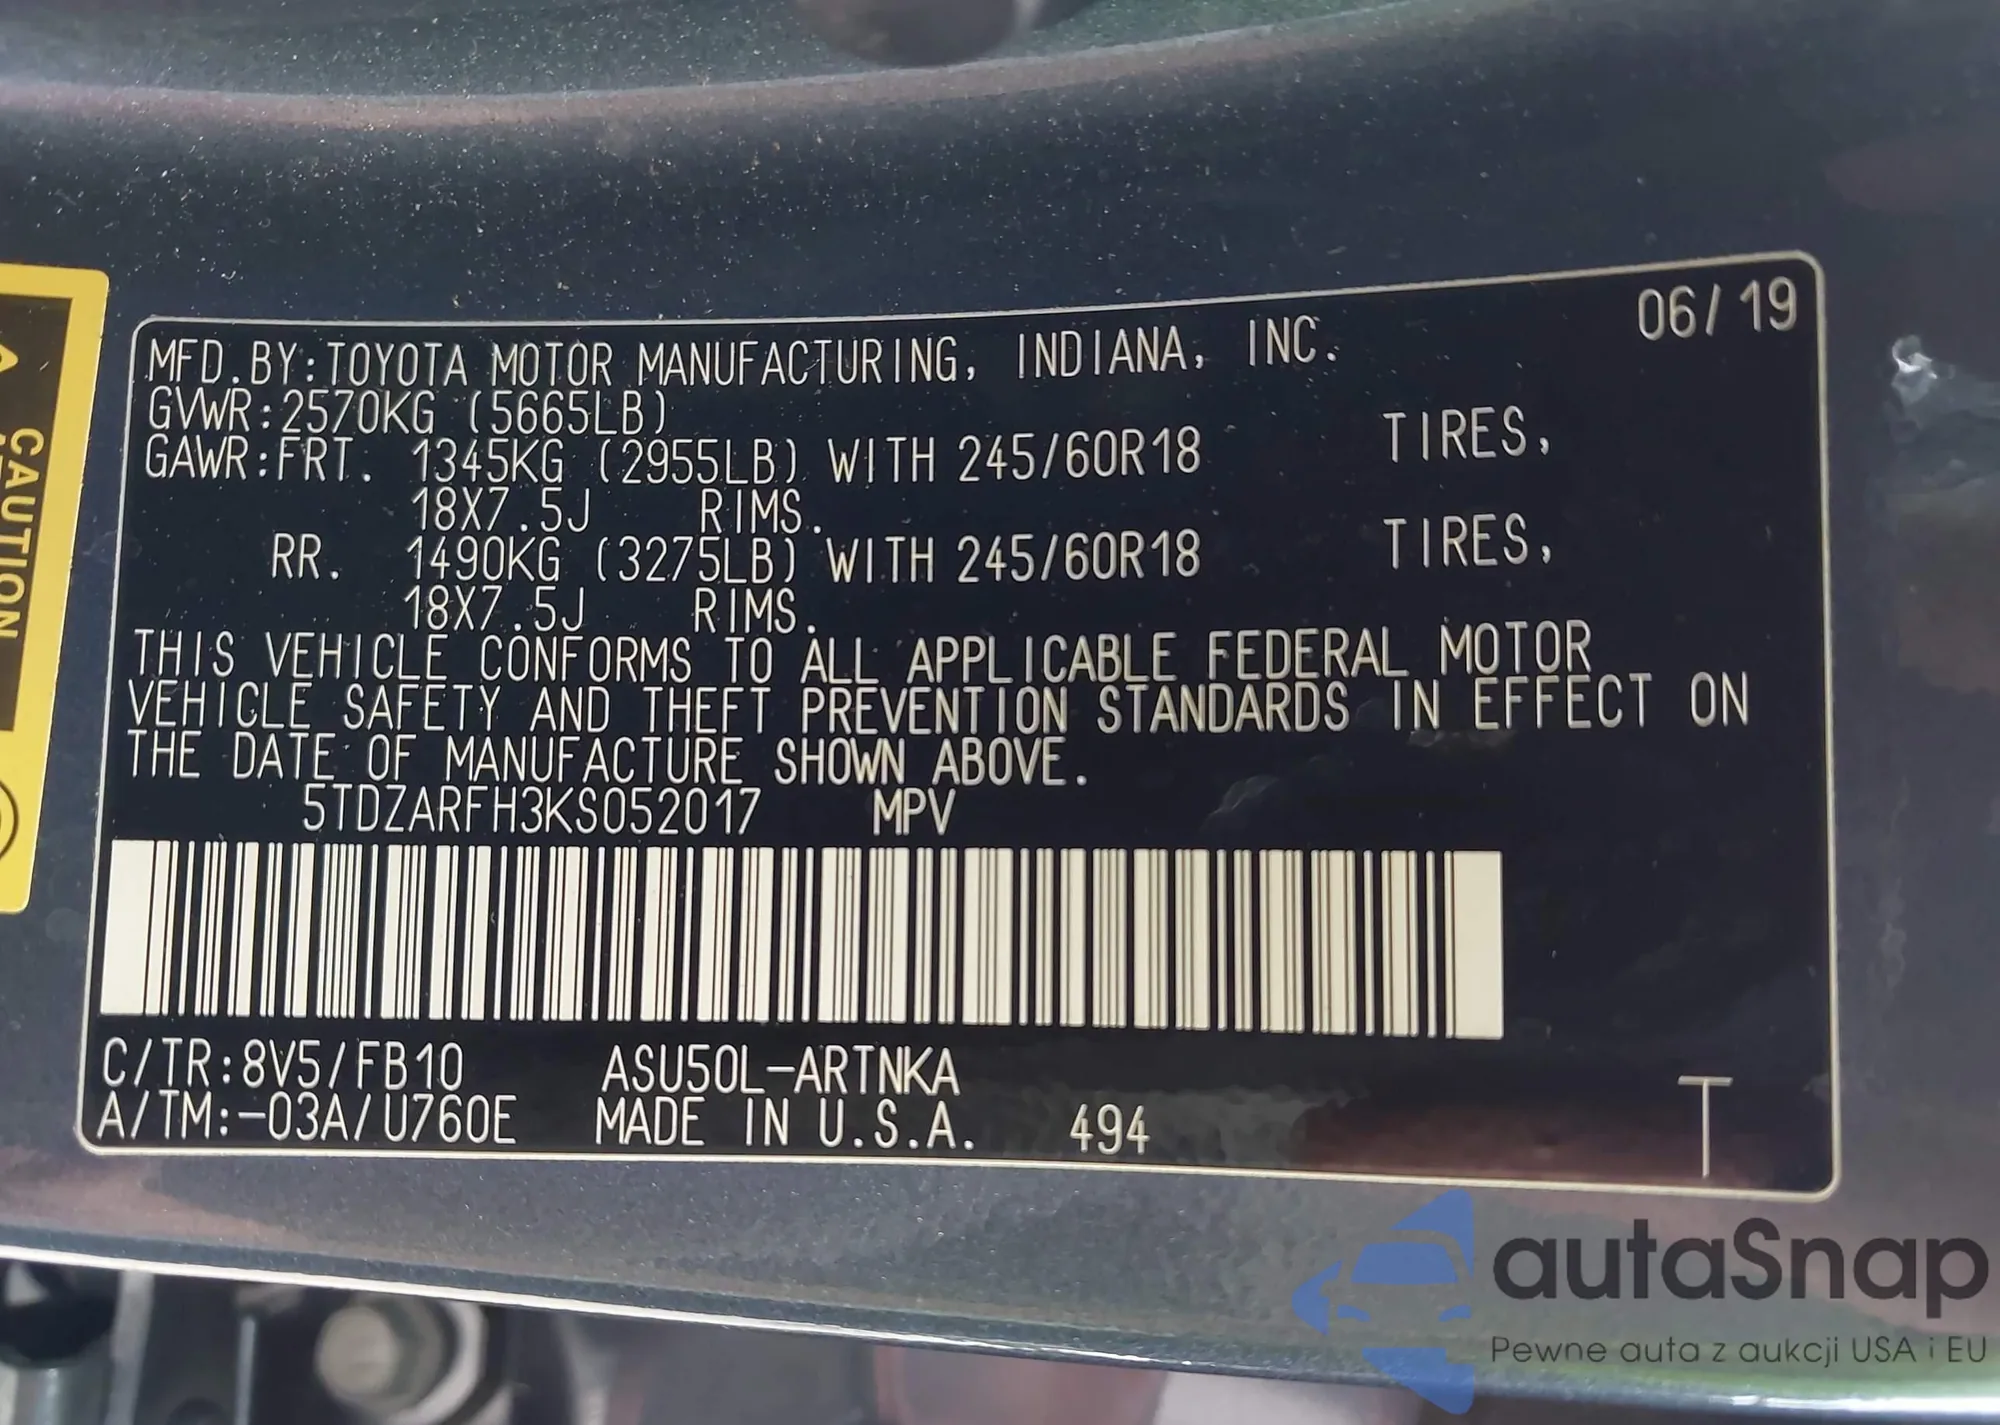 06/19
MFD.BY:TOYOTA MOTOR MANUFACTURING, INDIANA, INC.
GVWR:2570KG (5665LB)
GAWR:FRT. 1345KG (2955LB) WITH 245/60R18 TIRES,
18X7.5J RIMS.
RR. 1490KG (3275LB) WITH 245/60R18 TIRES,
18X7.5J RIMS.
THIS VEHICLE CONFORMS TO ALL APPLICABLE FEDERAL MOTOR
VEHICLE SAFETY AND THEFT PREVENTION STANDARDS IN EFFECT ON
THE DATE OF MANUFACTURE SHOWN ABOVE.
5TDZARFH3KS052017 MPV
C/TR:8V5/FB10 ASU50L-ARTNKA
A/TM:-03A/U760E MADE IN U.S.A. 494
T
CAUTION
autaSnap
Pewne auta z aukcji USA i EU